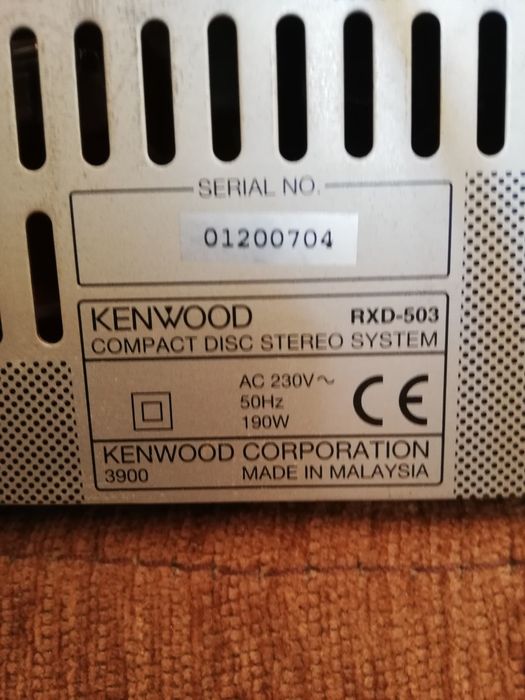 SERIAL NO.
01200704
KENWOOD RXD-503
COMPACT DISC STEREO SYSTEM
AC 230V~
50Hz
190W
CE
KENWOOD CORPORATION
3900 MADE IN MALAYSIA